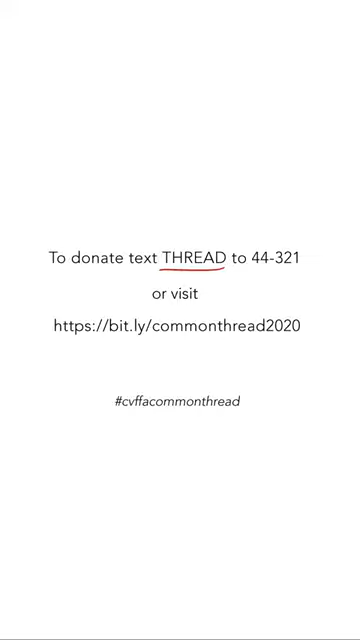 To donate text THREAD to 44-321
or visit
https://bit.ly/commonthread2020
#cvffacommonthread